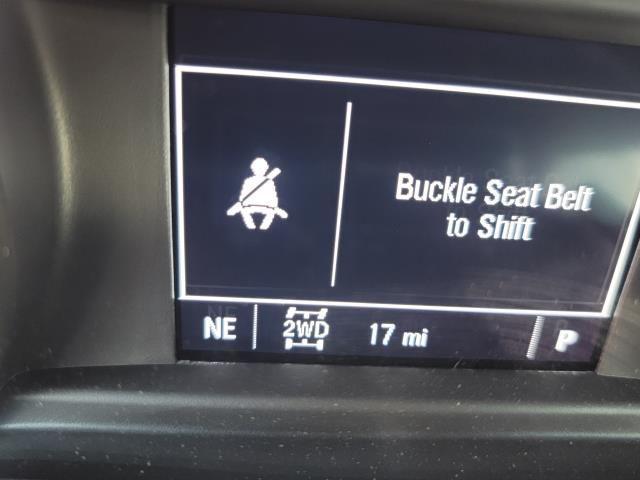 Buckle Seat Belt
to Shift
NE 2WD 17 mi P